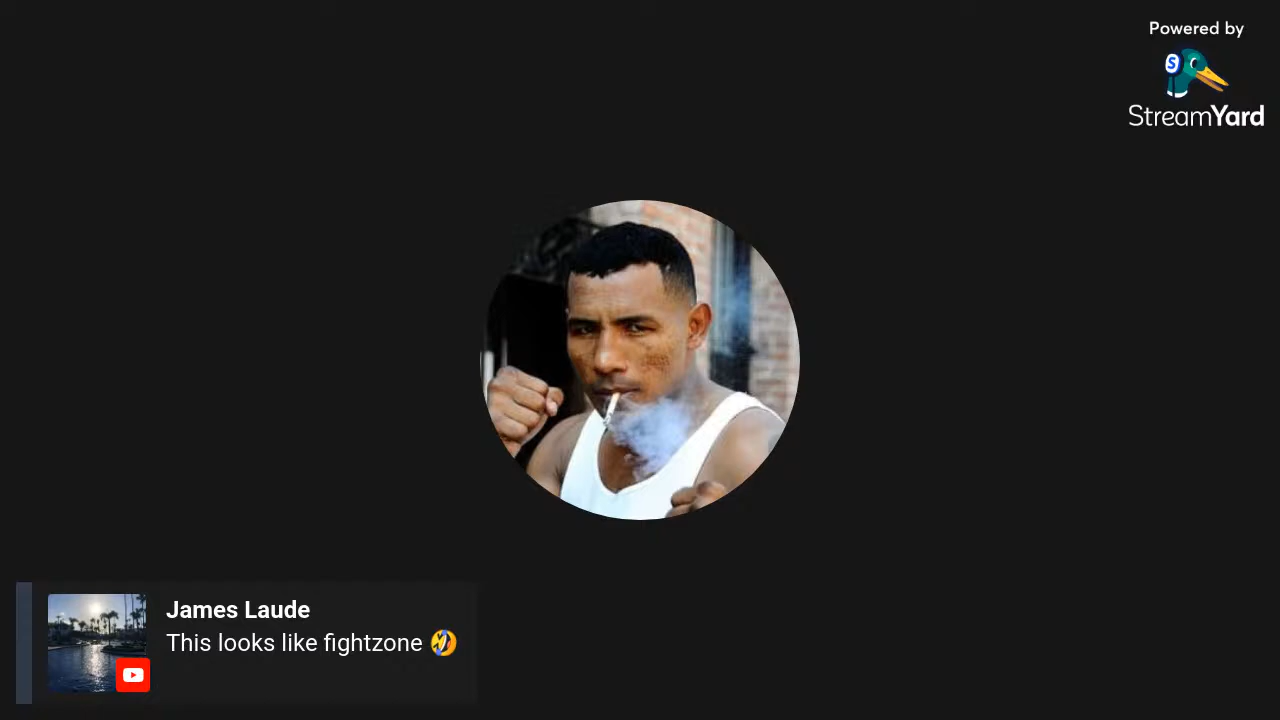 Powered by
S
StreamYard
James Laude
This looks like fightzone 🤣